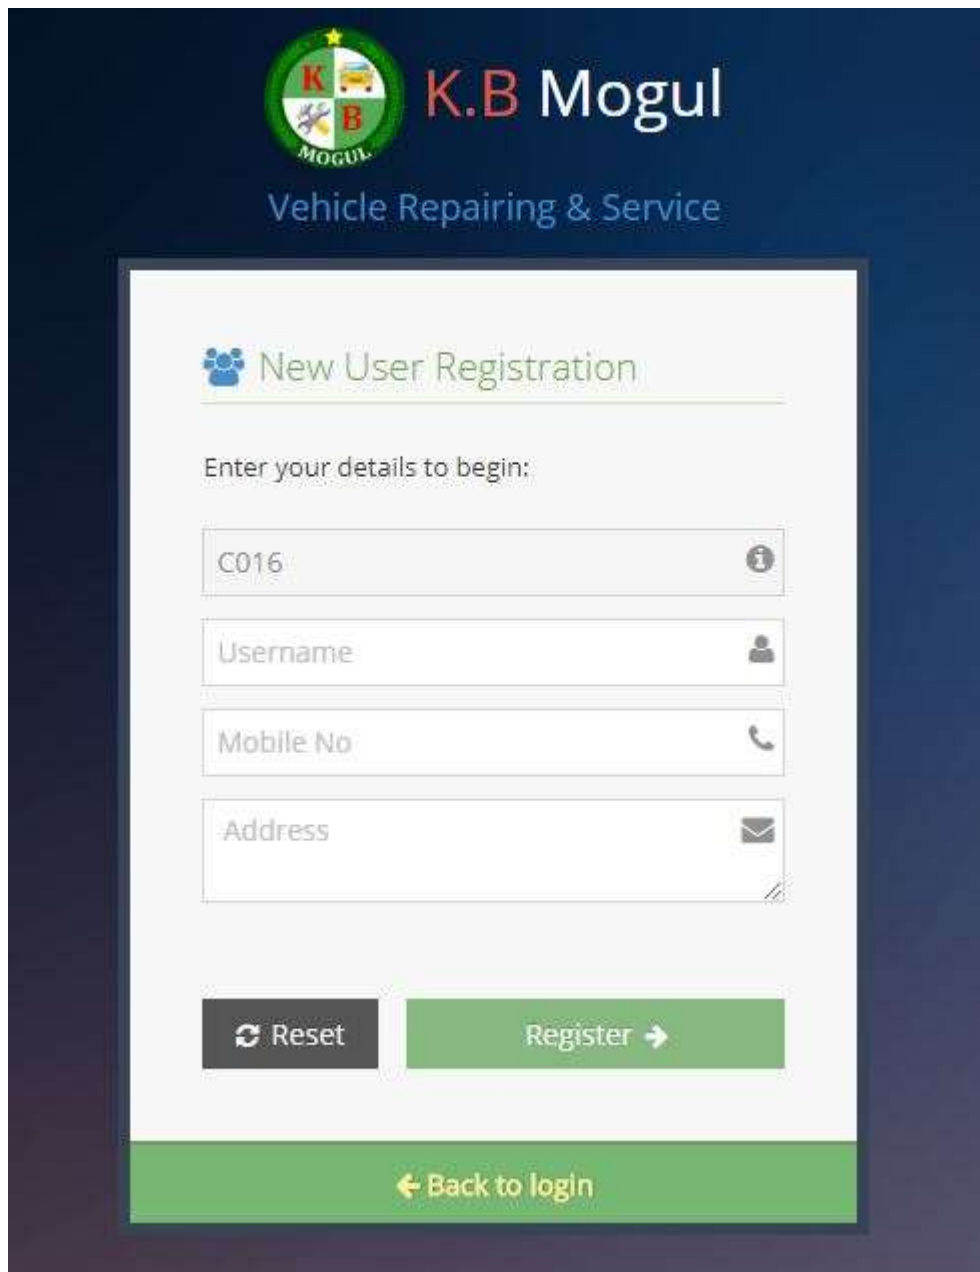 K
B
MOGUL
K.B Mogul
Vehicle Repairing & Service
New User Registration
Enter your details to begin:
C016
Username
Mobile No
Address
Reset
Register
Back to login